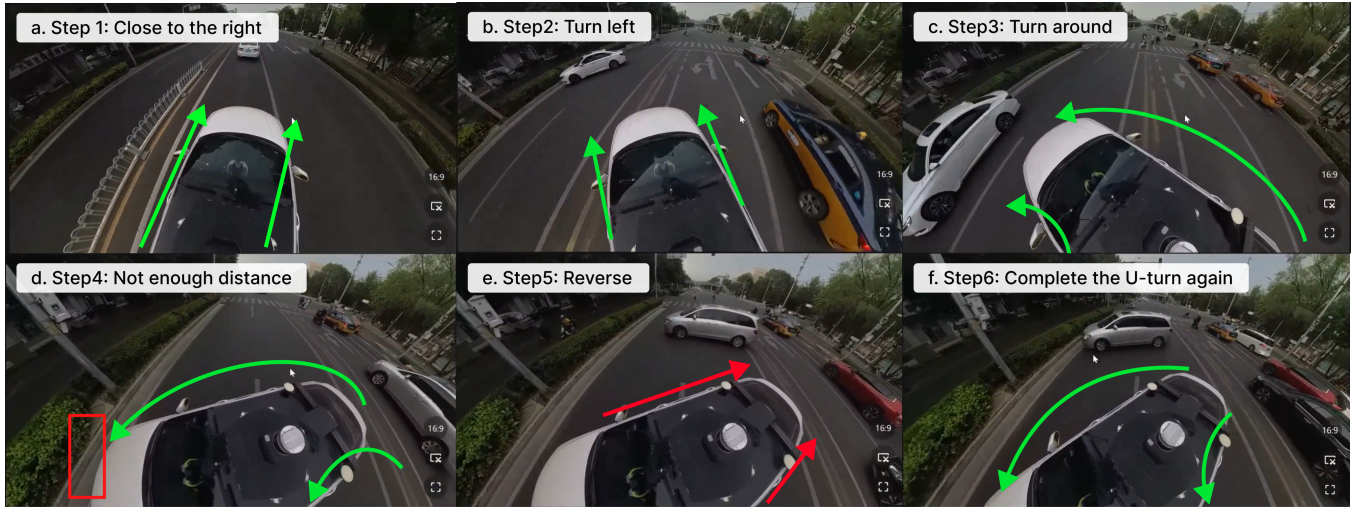 a. Step 1: Close to the right
b. Step2: Turn left
c. Step3: Turn around
16:9
16:9
16:9
d. Step4: Not enough distance
e. Step5: Reverse
f. Step6: Complete the U-turn again
16:9
16:9
16:9